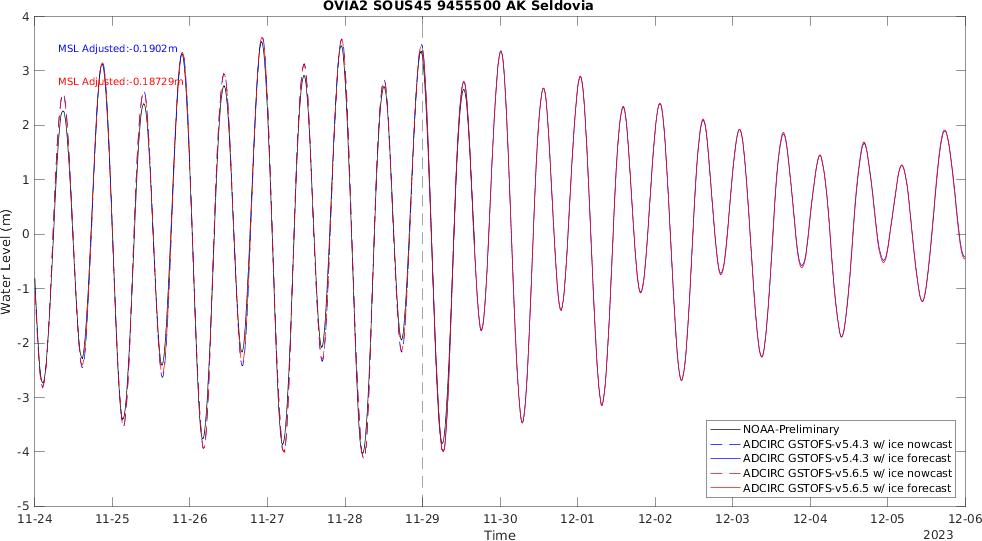 OVIA2 SOUS45 9455500 AK Seldovia
MSL Adjusted:-0.1902m
MSL Adjusted:-0.18729m
4
3
2
1
0
-1
-2
-3
-4
-5
Water Level (m)
11-24 11-25 11-26 11-27 11-28 11-29 11-30 12-01 12-02 12-03 12-04 12-05 12-06
Time
2023
NOAA-Preliminary
ADCIRC GSTOFS-v5.4.3 w/ ice nowcast
ADCIRC GSTOFS-v5.4.3 w/ ice forecast
ADCIRC GSTOFS-v5.6.5 w/ ice nowcast
ADCIRC GSTOFS-v5.6.5 w/ ice forecast